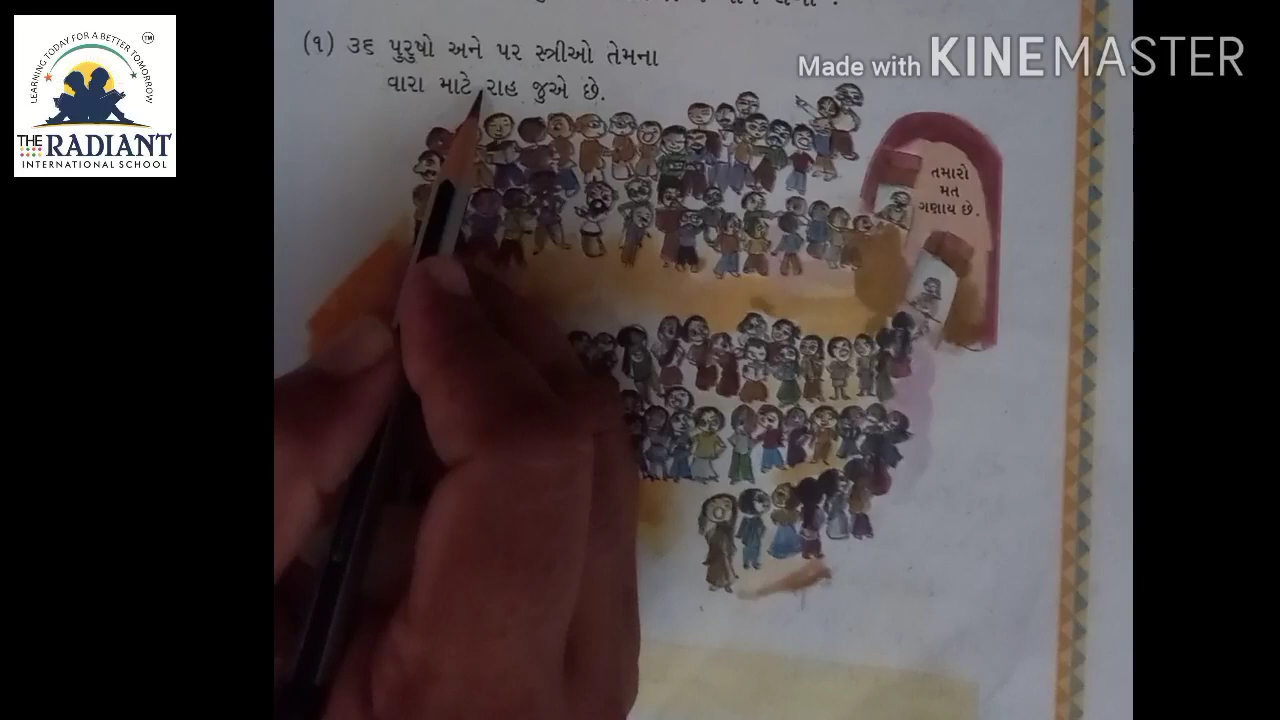 (૧) ૩૬ પુરુષો અને ૫૨ સ્ત્રીઓ તેમના
વારા માટે રાહ જુએ છે.
તમારો
મત
ગણાય છે.
Made with KINEMASTER
LEARNING TODAY FOR A BETTER TOMORROW
TM
THE RADIANT
INTERNATIONAL SCHOOL